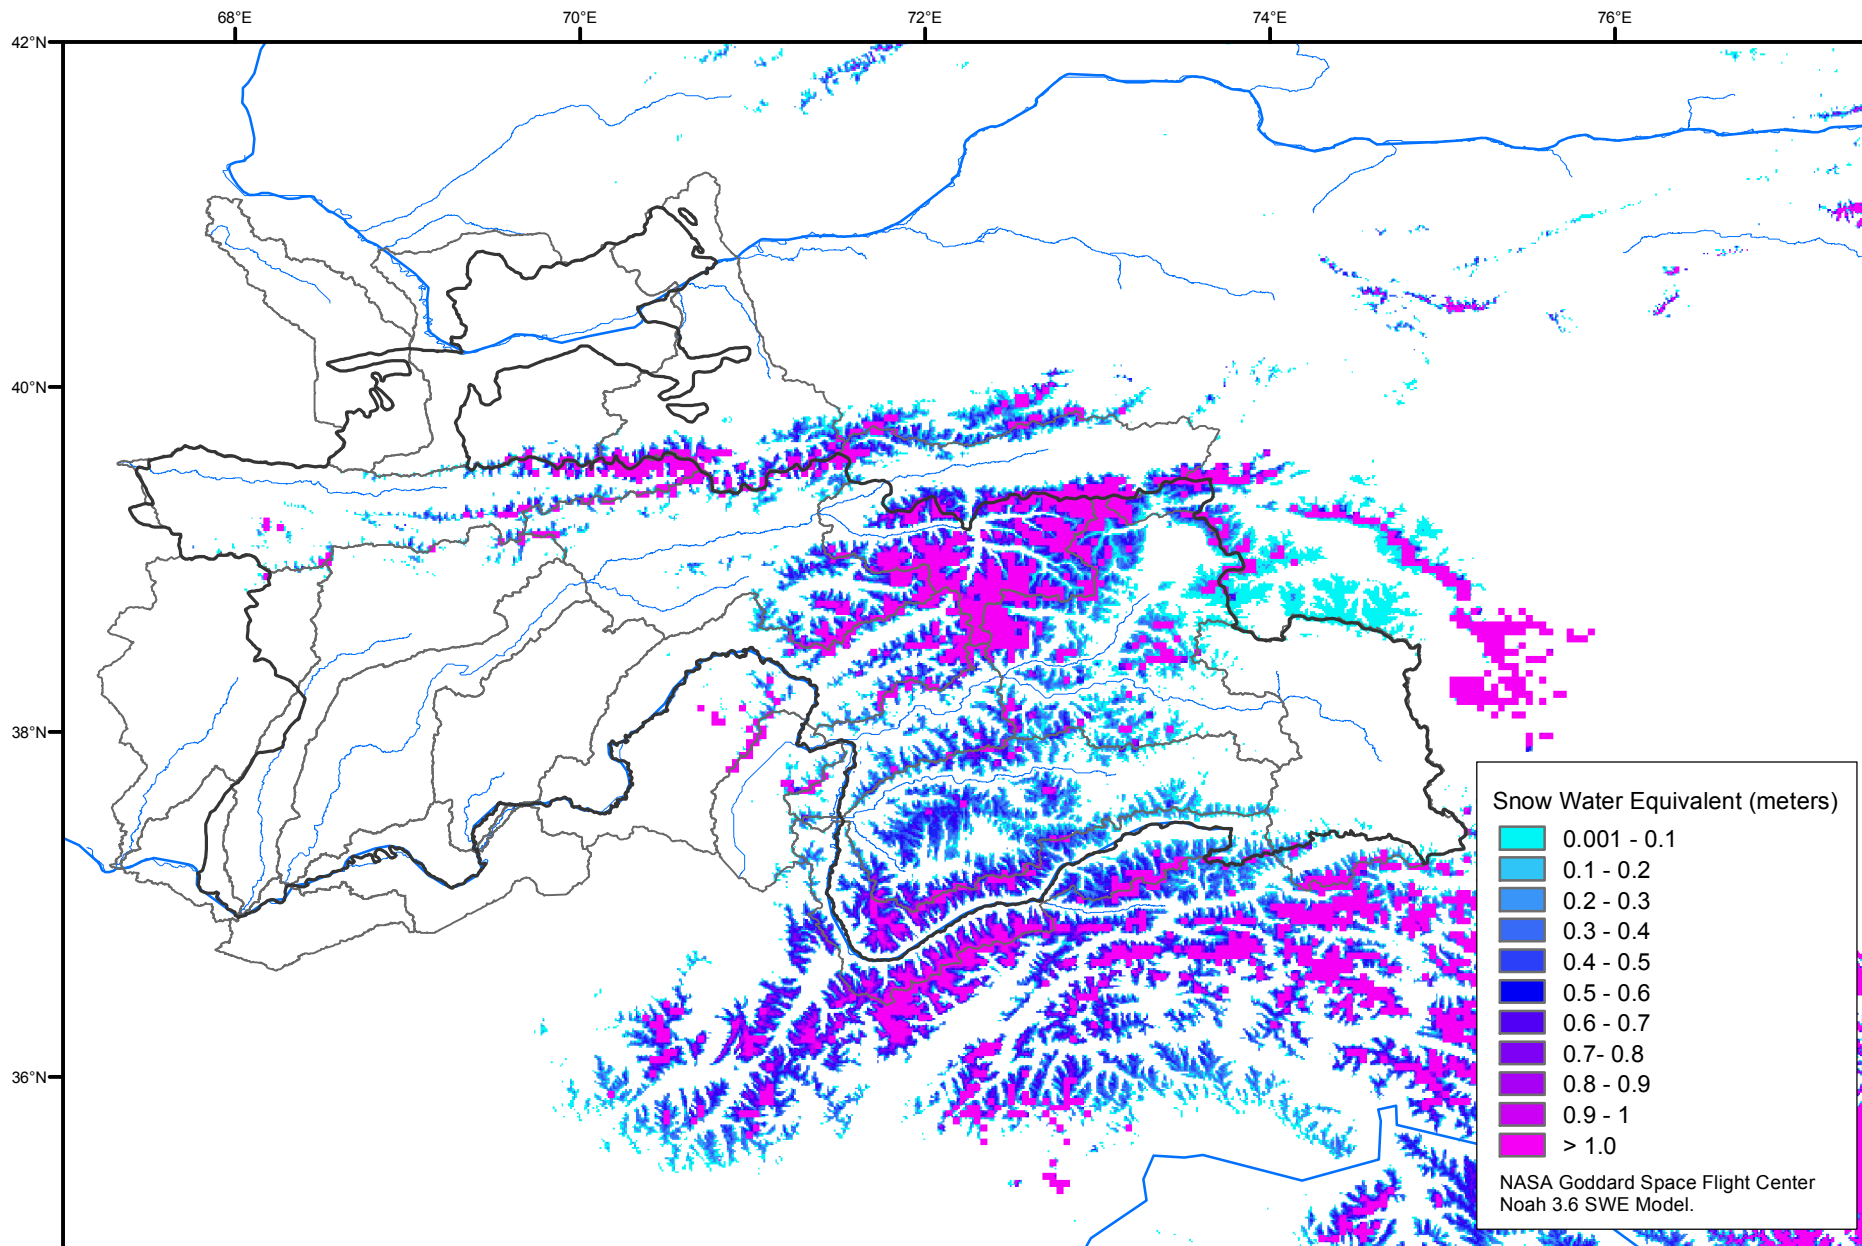 68°E
70°E
72°E
74°E
76°E
42°N
40°N
38°N
36°N
Snow Water Equivalent (meters)
0.001 - 0.1
0.1 - 0.2
0.2 - 0.3
0.3 - 0.4
0.4 - 0.5
0.5 - 0.6
0.6 - 0.7
0.7- 0.8
0.8 - 0.9
0.9 - 1
> 1.0
NASA Goddard Space Flight Center
Noah 3.6 SWE Model.